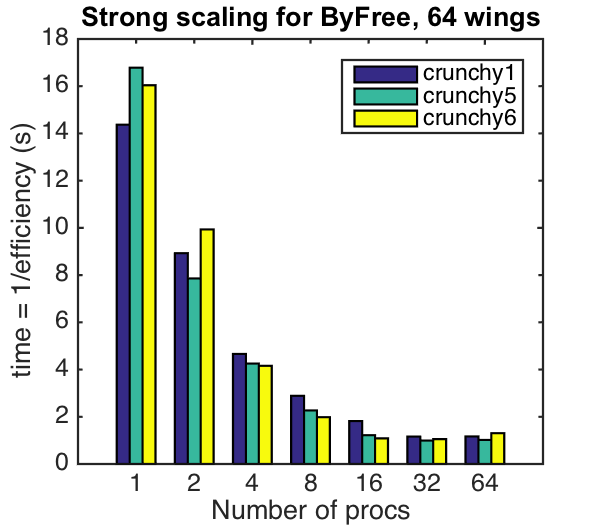 Strong scaling for ByFree, 64 wings
18
16
14
12
10
8
6
4
2
0
time = 1/efficiency (s)
crunchy1
crunchy5
crunchy6
1 2 4 8 16 32 64
Number of procs